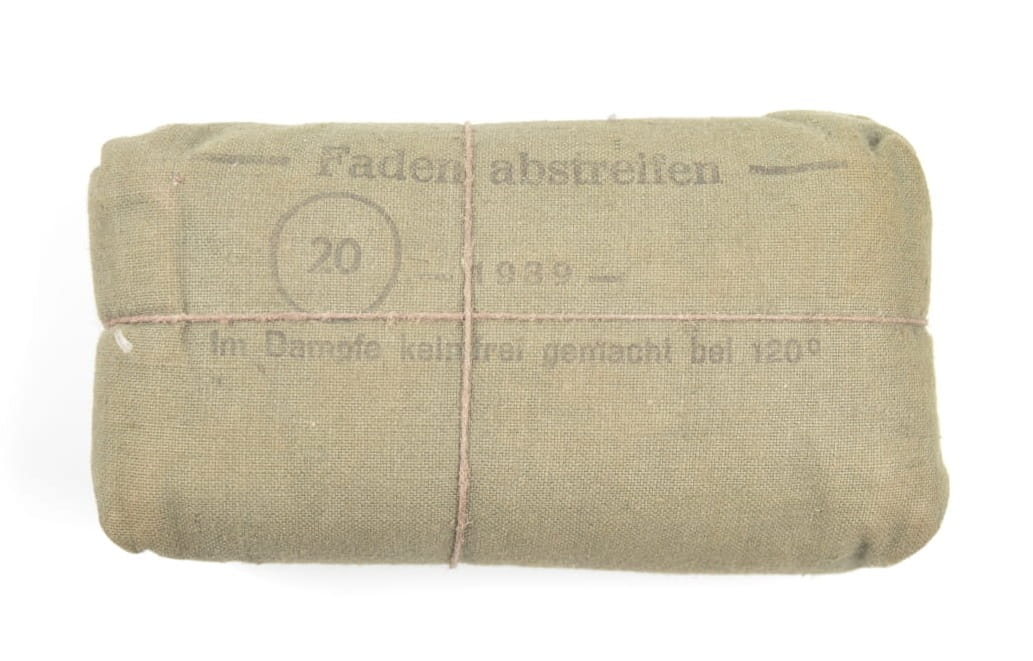 — Faden abstreifen —
20
— 1939 —
Im Dampfe keimfrei gemacht bei 120°